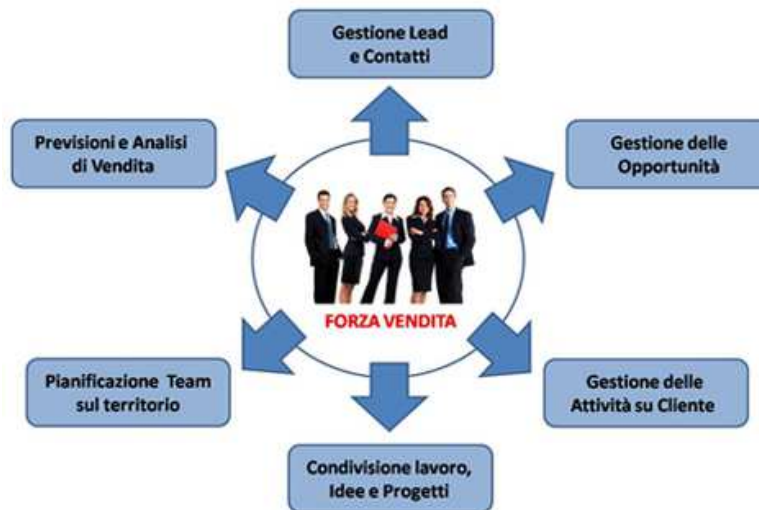 Gestione Lead
e Contatti
Previsioni e Analisi
di Vendita
Gestione delle
Opportunità
FORZA VENDITA
Pianificazione Team
sul territorio
Gestione delle
Attività su Cliente
Condivisione lavoro,
Idee e Progetti